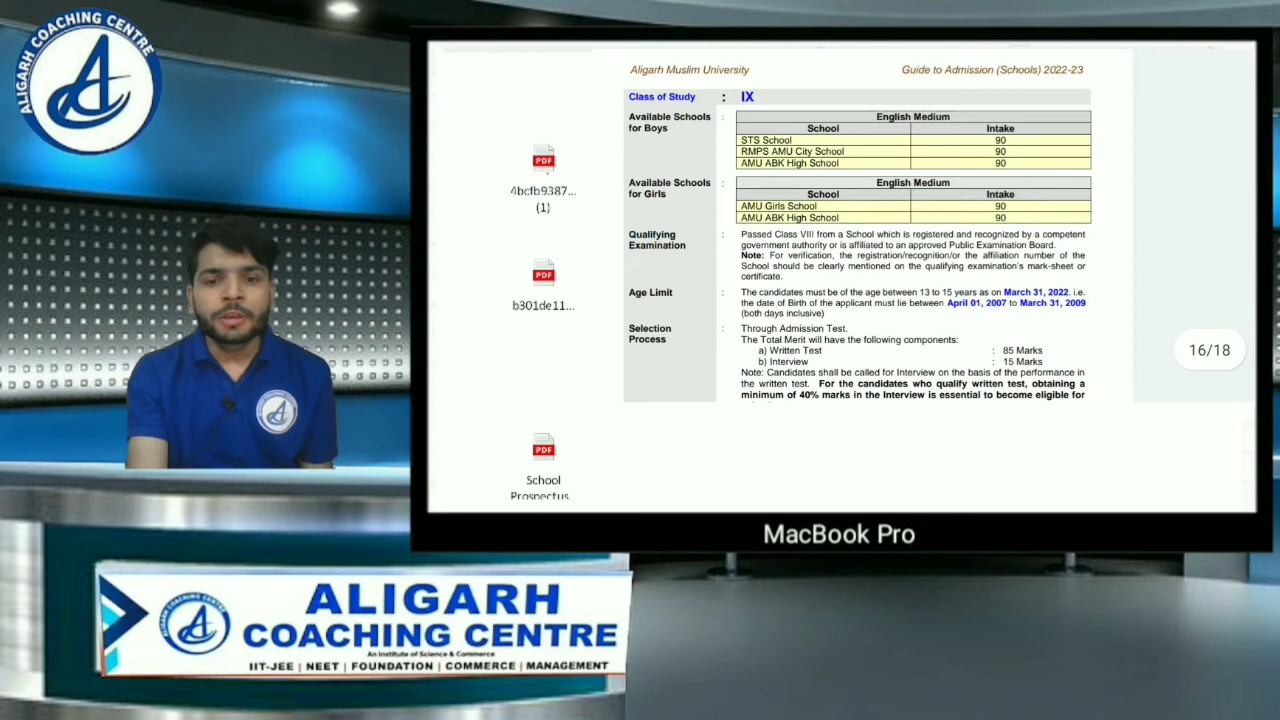 ALIGARH COACHING CENTRE
A
Aligarh Muslim University Guide to Admission (Schools) 2022-23
Class of Study : IX
Available Schools for Boys :
English Medium
School Intake
STS School 90
RMPS AMU City School 90
AMU ABK High School 90
Available Schools for Girls :
English Medium
School Intake
AMU Girls School 90
AMU ABK High School 90
Qualifying Examination :
Passed Class VIII from a School which is registered and recognized by a competent
government authority or is affiliated to an approved Public Examination Board.
Note: For verification, the registration/recognition/or the affiliation number of the
School should be clearly mentioned on the qualifying examination's mark-sheet or
certificate.
Age Limit :
The candidates must be of the age between 13 to 15 years as on March 31, 2022. i.e.
the date of Birth of the applicant must lie between April 01, 2007 to March 31, 2009
(both days inclusive)
Selection Process :
Through Admission Test.
The Total Merit will have the following components:
a) Written Test : 85 Marks
b) Interview : 15 Marks
Note: Candidates shall be called for Interview on the basis of the performance in
the written test. For the candidates who qualify written test, obtaining a
minimum of 40% marks in the Interview is essential to become eligible for
PDF
4bcfb9387...
(1)
PDF
b301de11...
PDF
School
Prospectus
16/18
MacBook Pro
ALIGARH COACHING CENTRE
A
ALIGARH
COACHING CENTRE
An Institute of Science & Commerce
IIT-JEE | NEET | FOUNDATION | COMMERCE | MANAGEMENT